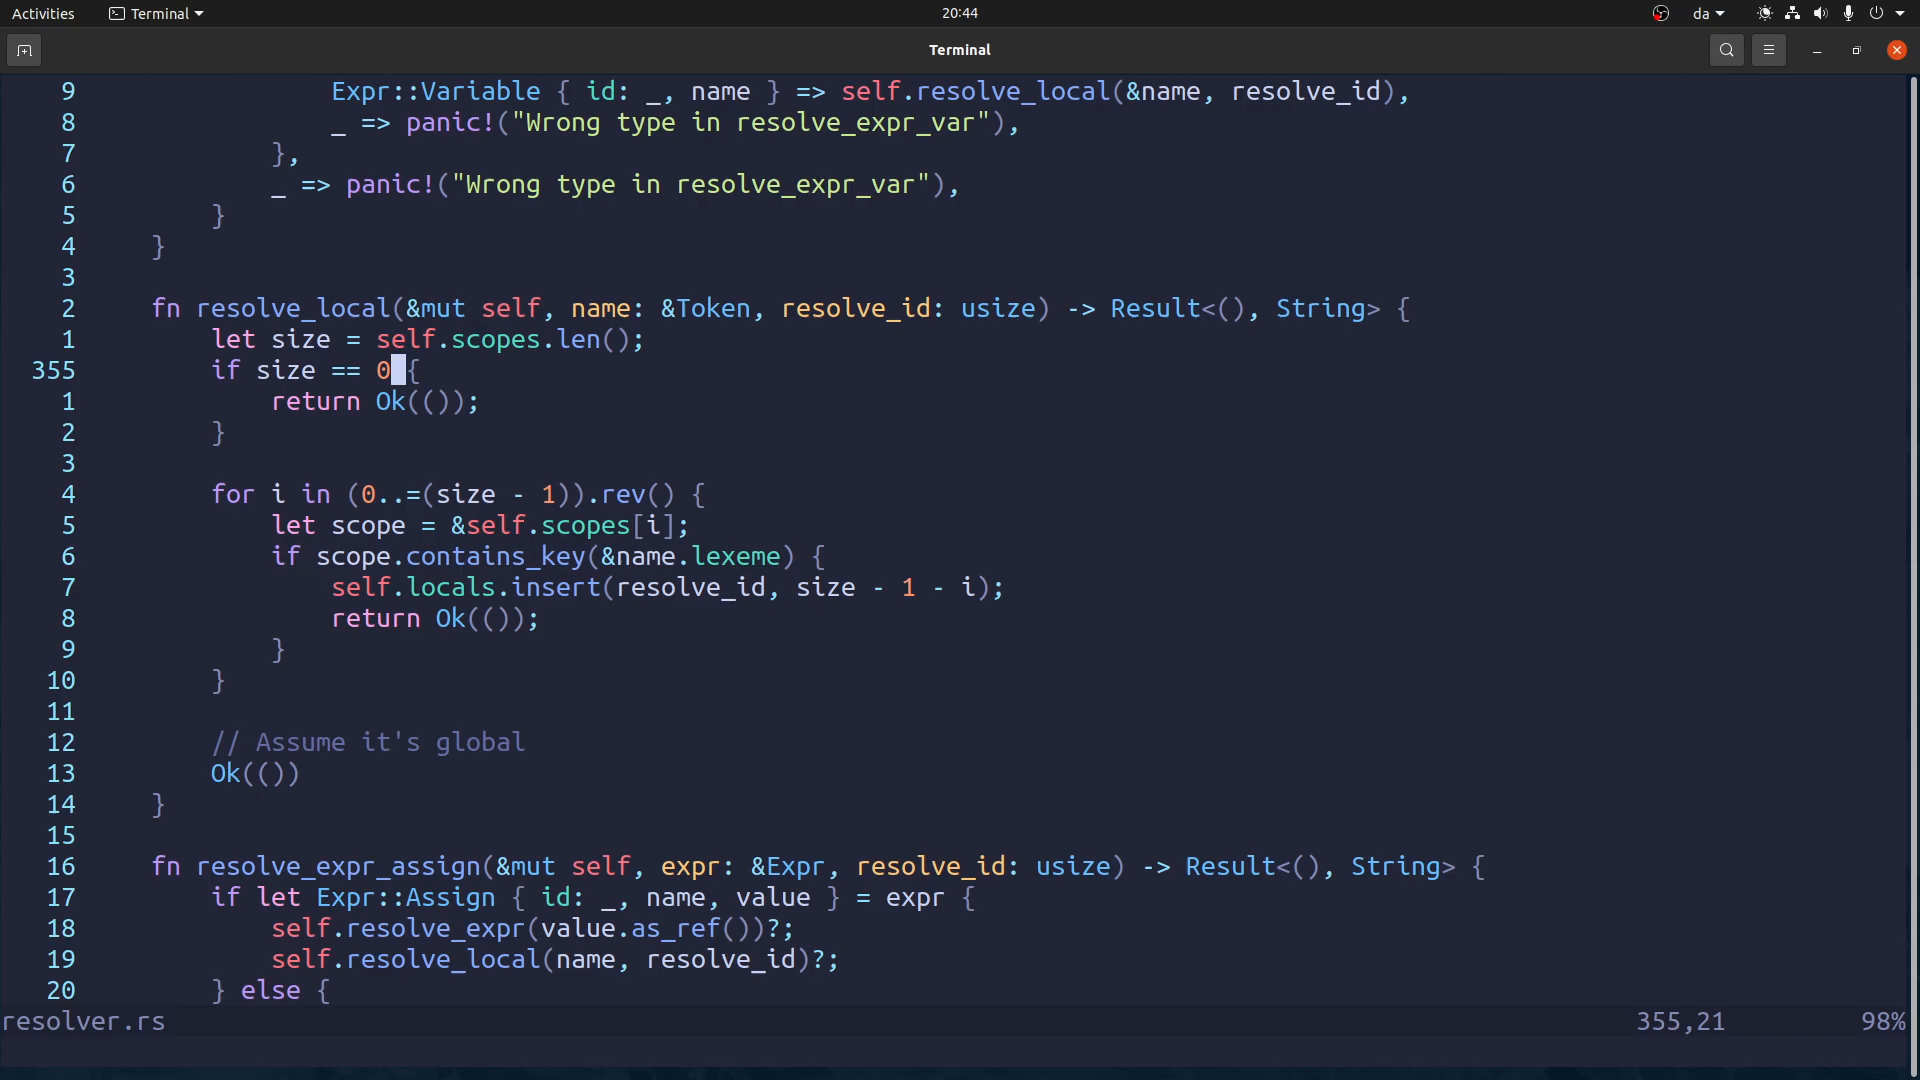 Activities Terminal 20:44 da
Terminal
9 Expr::Variable { id: _, name } => self.resolve_local(&name, resolve_id),
8 _ => panic!("Wrong type in resolve_expr_var"),
7 },
6 _ => panic!("Wrong type in resolve_expr_var"),
5 }
4 }
3
2 fn resolve_local(&mut self, name: &Token, resolve_id: usize) -> Result<(), String> {
1 let size = self.scopes.len();
355 if size == 0 {
1 return Ok(());
2 }
3
4 for i in (0..=(size - 1)).rev() {
5 let scope = &self.scopes[i];
6 if scope.contains_key(&name.lexeme) {
7 self.locals.insert(resolve_id, size - 1 - i);
8 return Ok(());
9 }
10 }
11
12 // Assume it's global
13 Ok(())
14 }
15
16 fn resolve_expr_assign(&mut self, expr: &Expr, resolve_id: usize) -> Result<(), String> {
17 if let Expr::Assign { id: _, name, value } = expr {
18 self.resolve_expr(value.as_ref())?;
19 self.resolve_local(name, resolve_id)?;
20 } else {
resolver.rs 355,21 98%